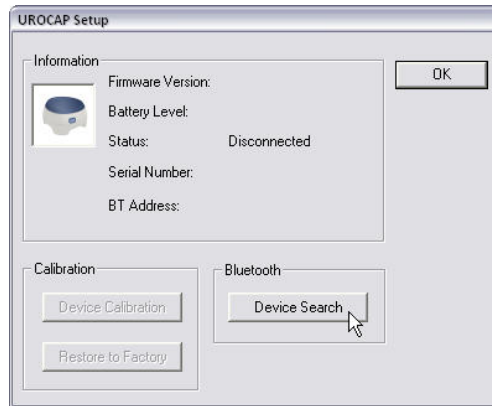 UROCAP Setup
Information
OK
Firmware Version:
Battery Level:
Status: Disconnected
Serial Number:
BT Address:
Calibration
Bluetooth
Device Calibration
Device Search
Restore to Factory